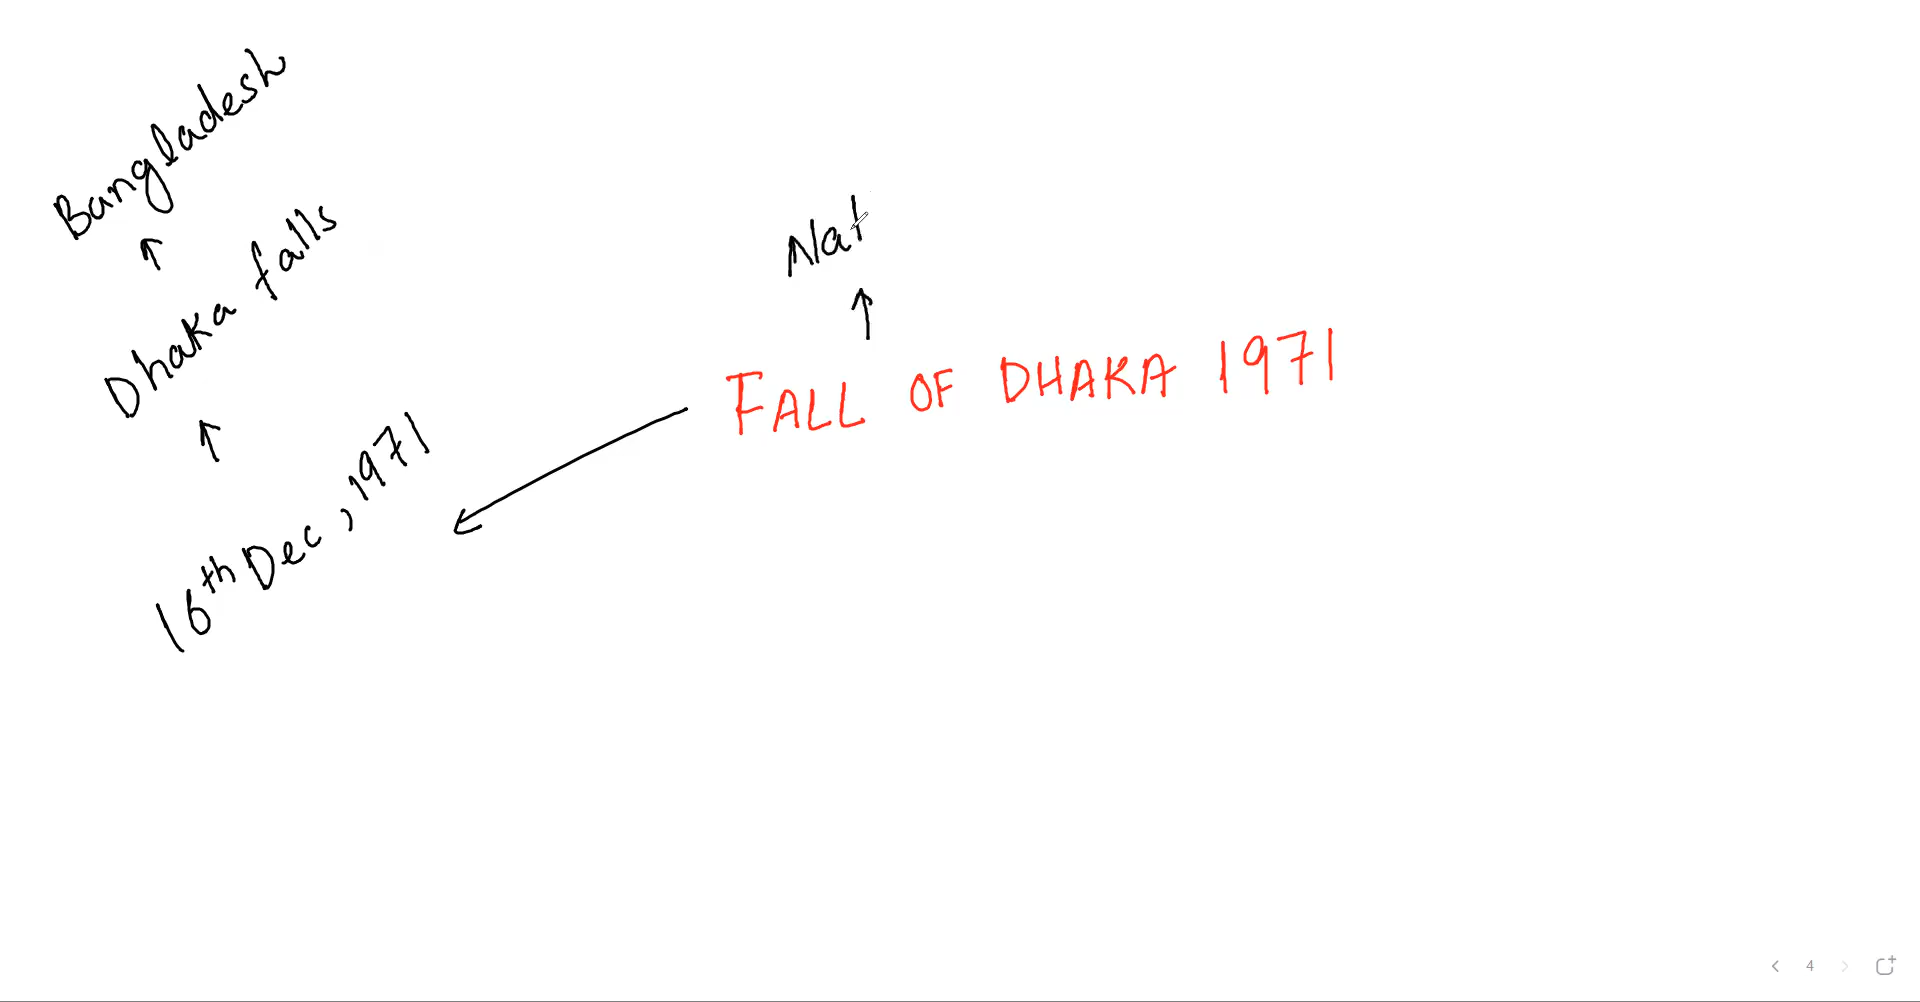 Bangladesh
Dhaka falls
16th Dec, 1971
Nat
FALL OF DHAKA 1971
4